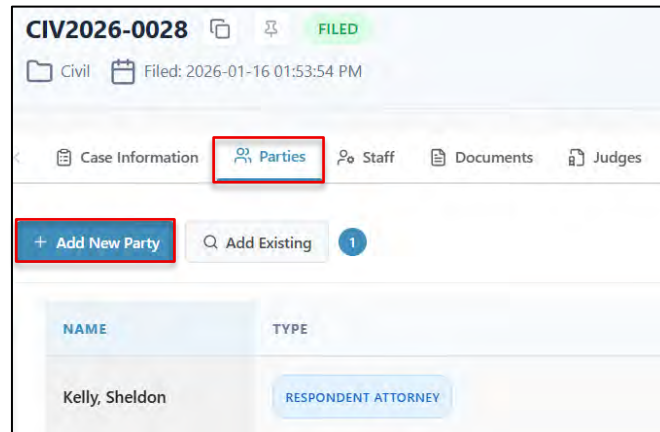 CIV2026-0028 FILED
Civil Filed: 2026-01-16 01:53:54 PM
Case Information Parties Staff Documents Judges
+ Add New Party Add Existing 1
NAME TYPE
Kelly, Sheldon RESPONDENT ATTORNEY